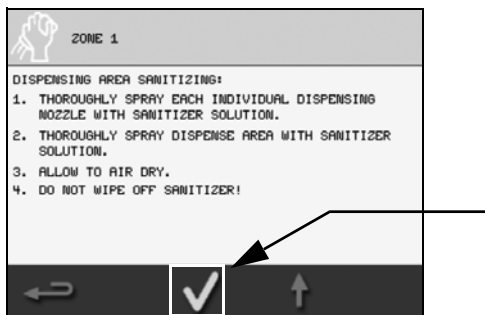 ZONE 1
DISPENSING AREA SANITIZING:
1. THOROUGHLY SPRAY EACH INDIVIDUAL DISPENSING
NOZZLE WITH SANITIZER SOLUTION.
2. THOROUGHLY SPRAY DISPENSE AREA WITH SANITIZER
SOLUTION.
3. ALLOW TO AIR DRY.
4. DO NOT WIPE OFF SANITIZER!